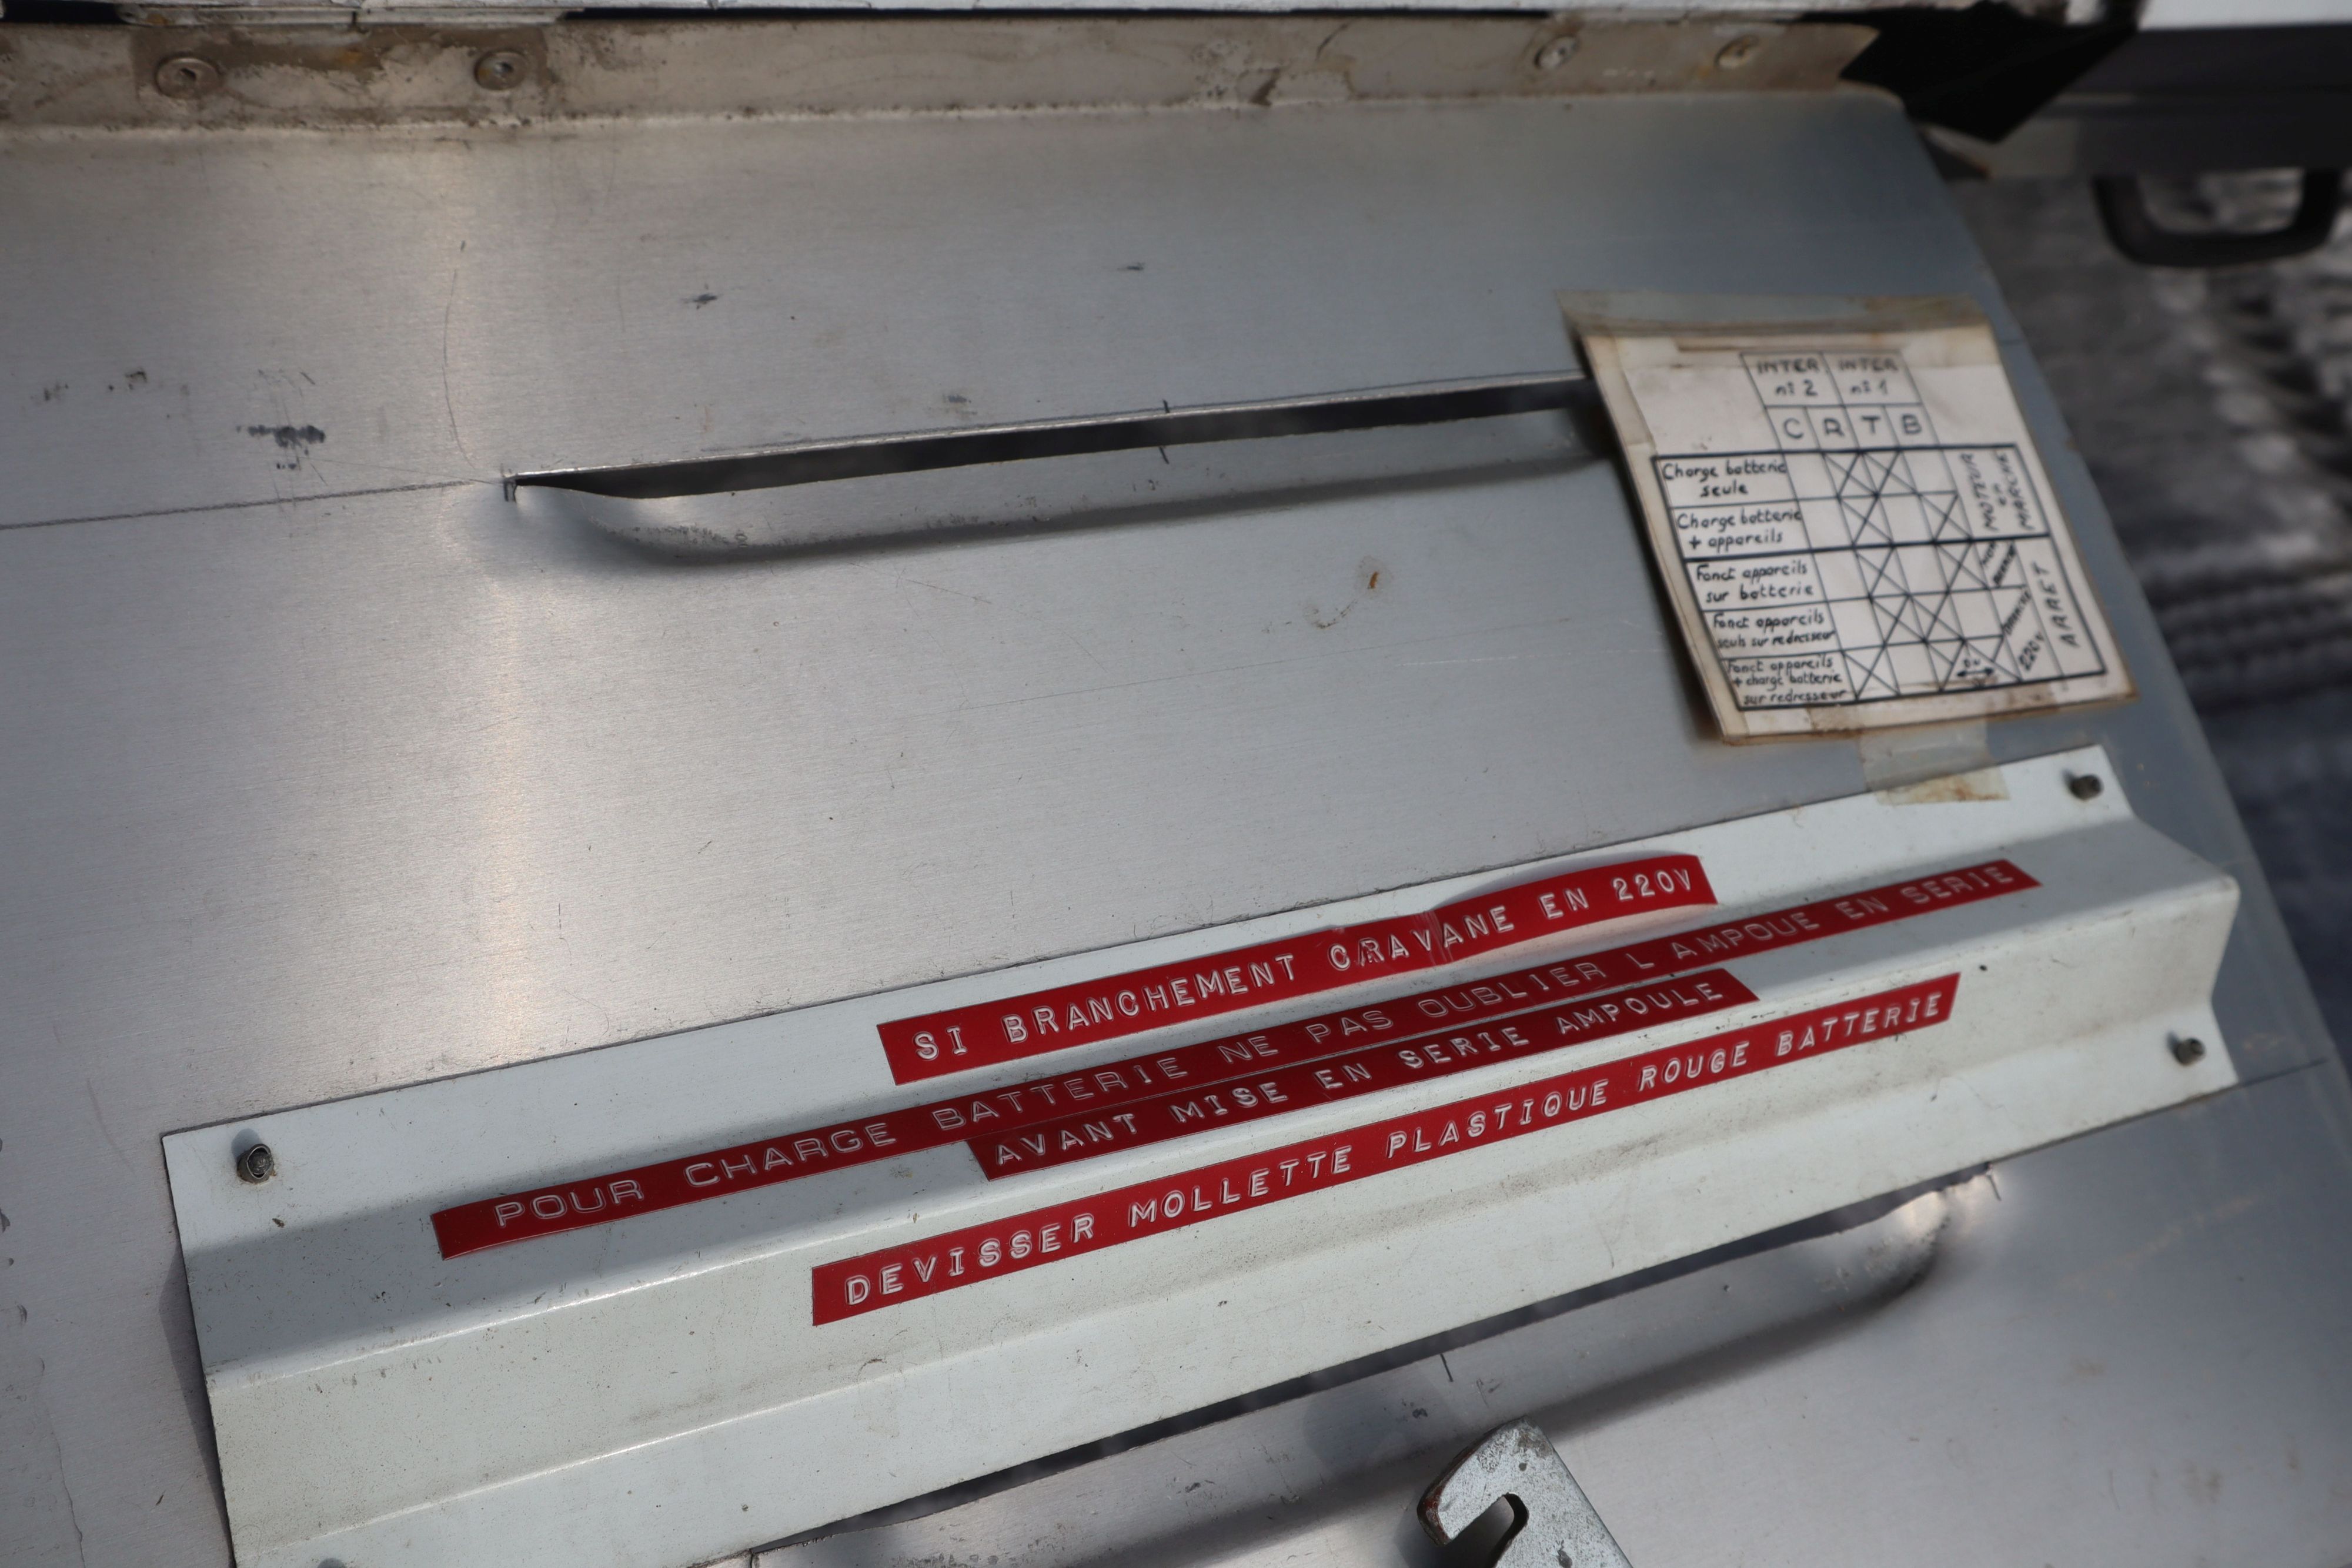 INTER INTER
n° 2 n° 1
C R T B
Charge batterie
seule
Charge batterie
+ appareils
MOTEUR
EN
MARCHE
Fonct appareils
sur batterie
Fonct appareils
seuls sur redresseur
Fonct appareils
+ charge batterie
sur redresseur
OU
220V
ARRET
SI BRANCHEMENT CRAVANE EN 220V
POUR CHARGE BATTERIE NE PAS OUBLIER L AMPOUE EN SERIE
AVANT MISE EN SERIE AMPOULE
DEVISSER MOLLETTE PLASTIQUE ROUGE BATTERIE